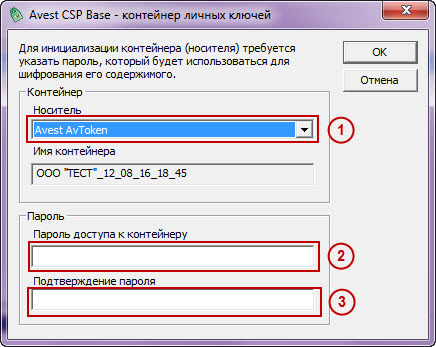 Avest CSP Base - контейнер личных ключей
Для инициализации контейнера (носителя) требуется
указать пароль, который будет использоваться для
шифрования его содержимого.
OK
Отмена
Контейнер
Носитель
Avest AvToken
1
Имя контейнера
ООО "ТЕСТ"_12_08_16_18_45
Пароль
Пароль доступа к контейнеру
2
Подтверждение пароля
3